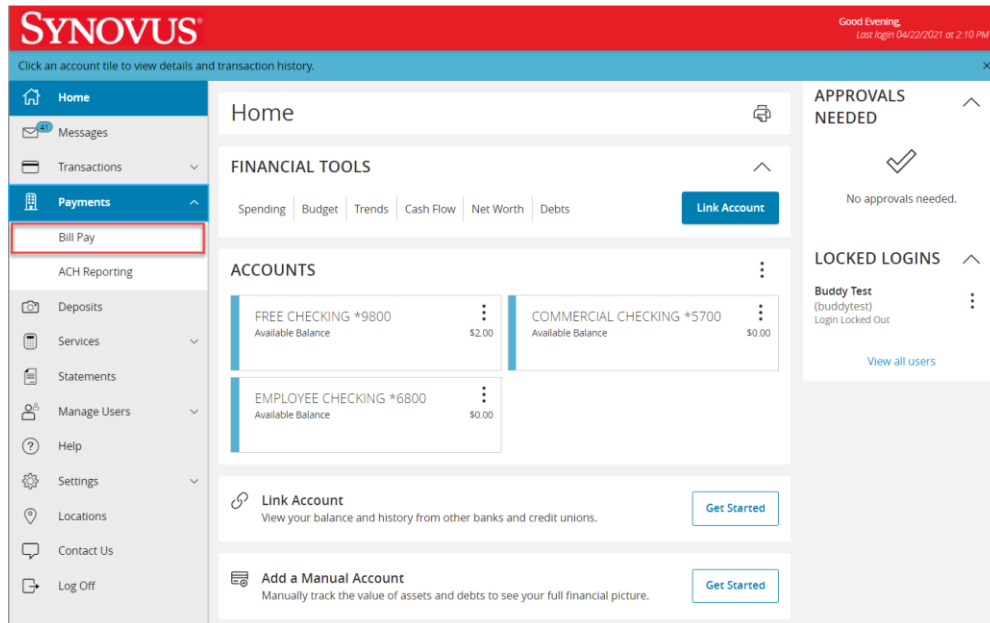 SYNOVUS®
Good Evening,
Last login 04/22/2021 at 2:10 PM
Click an account tile to view details and transaction history.
Home
41
Messages
Transactions
Payments
Bill Pay
ACH Reporting
Deposits
Services
Statements
Manage Users
Help
Settings
Locations
Contact Us
Log Off
Home
FINANCIAL TOOLS
Spending
Budget
Trends
Cash Flow
Net Worth
Debts
Link Account
ACCOUNTS
FREE CHECKING *9800
Available Balance
$2.00
COMMERCIAL CHECKING *5700
Available Balance
$0.00
EMPLOYEE CHECKING *6800
Available Balance
$0.00
Link Account
View your balance and history from other banks and credit unions.
Get Started
Add a Manual Account
Manually track the value of assets and debts to see your full financial picture.
Get Started
APPROVALS
NEEDED
No approvals needed.
LOCKED LOGINS
Buddy Test
(buddytest)
Login Locked Out
View all users